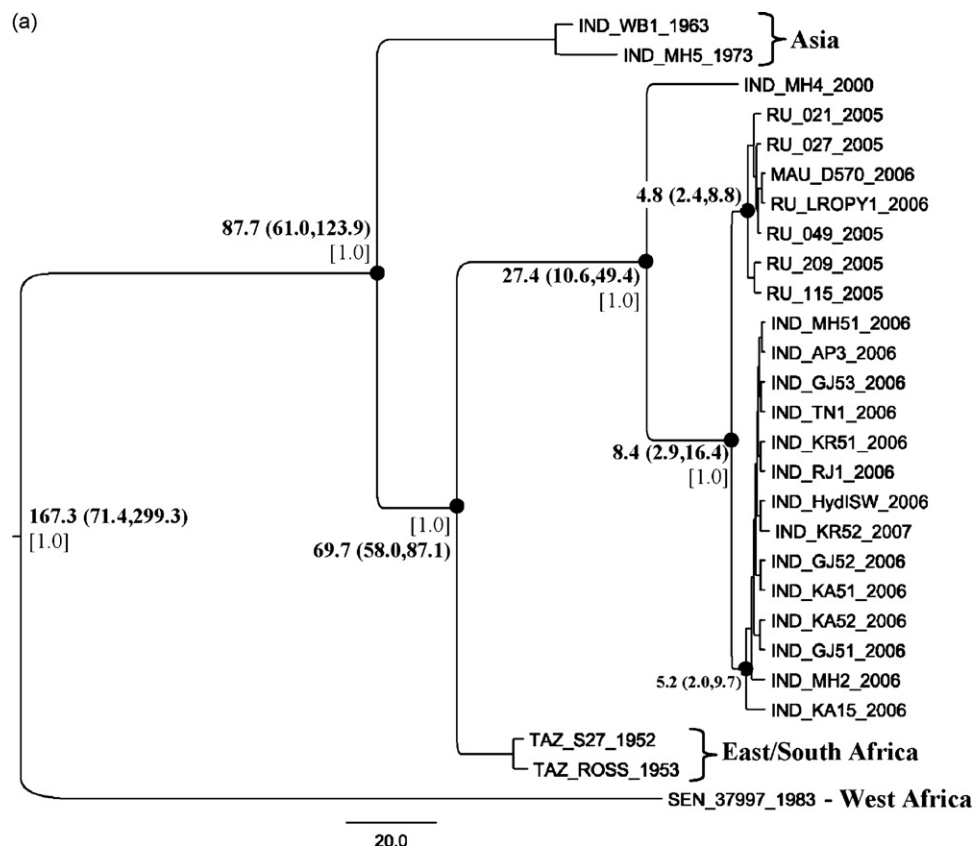 (a)
IND_WB1_1963
IND_MH5_1973
Asia
IND_MH4_2000
RU_021_2005
RU_027_2005
MAU_D570_2006
4.8 (2.4,8.8)
RU_LROPY1_2006
87.7 (61.0,123.9)
RU_049_2005
[1.0]
RU_209_2005
27.4 (10.6,49.4)
RU_115_2005
[1.0]
IND_MH51_2006
IND_AP3_2006
IND_GJ53_2006
IND_TN1_2006
IND_KR51_2006
8.4 (2.9,16.4)
IND_RJ1_2006
[1.0]
IND_HydISW_2006
167.3 (71.4,299.3)
[1.0]
IND_KR52_2007
[1.0]
69.7 (58.0,87.1)
IND_GJ52_2006
IND_KA51_2006
IND_KA52_2006
IND_GJ51_2006
5.2 (2.0,9.7)
IND_MH2_2006
IND_KA15_2006
TAZ_S27_1952
East/South Africa
TAZ_ROSS_1953
SEN_37997_1983 - West Africa
20.0